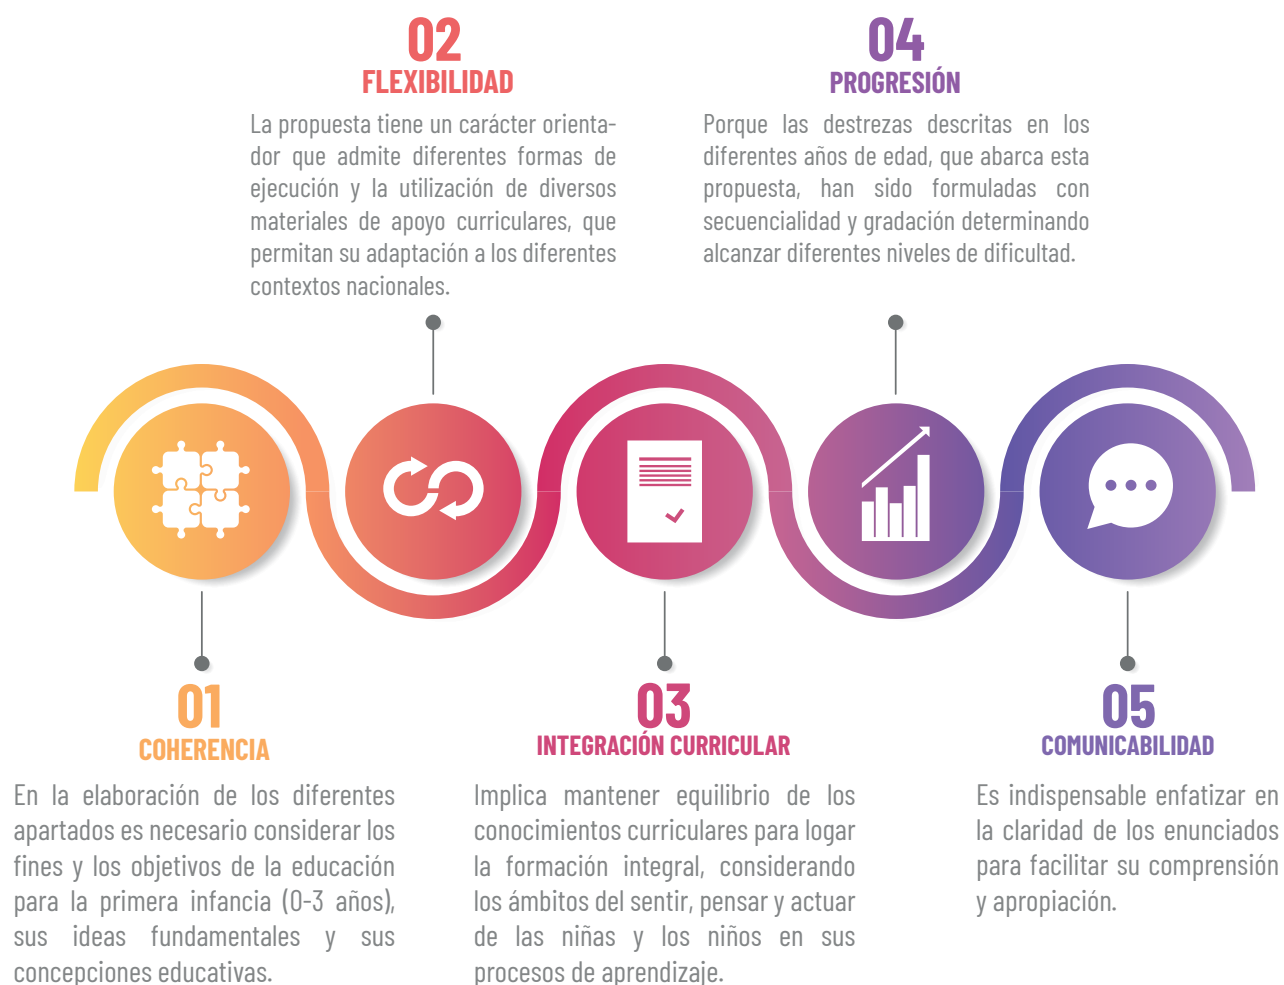 02
FLEXIBILIDAD
La propuesta tiene un carácter orienta-
dor que admite diferentes formas de
ejecución y la utilización de diversos
materiales de apoyo curriculares, que
permitan su adaptación a los diferentes
contextos nacionales.
04
PROGRESIÓN
Porque las destrezas descritas en los
diferentes años de edad, que abarca esta
propuesta, han sido formuladas con
secuencialidad y gradación determinando
alcanzar diferentes niveles de dificultad.
01
COHERENCIA
En la elaboración de los diferentes
apartados es necesario considerar los
fines y los objetivos de la educación
para la primera infancia (0-3 años),
sus ideas fundamentales y sus
concepciones educativas.
03
INTEGRACIÓN CURRICULAR
Implica mantener equilibrio de los
conocimientos curriculares para logar
la formación integral, considerando
los ámbitos del sentir, pensar y actuar
de las niñas y los niños en sus
procesos de aprendizaje.
05
COMUNICABILIDAD
Es indispensable enfatizar en
la claridad de los enunciados
para facilitar su comprensión
y apropiación.